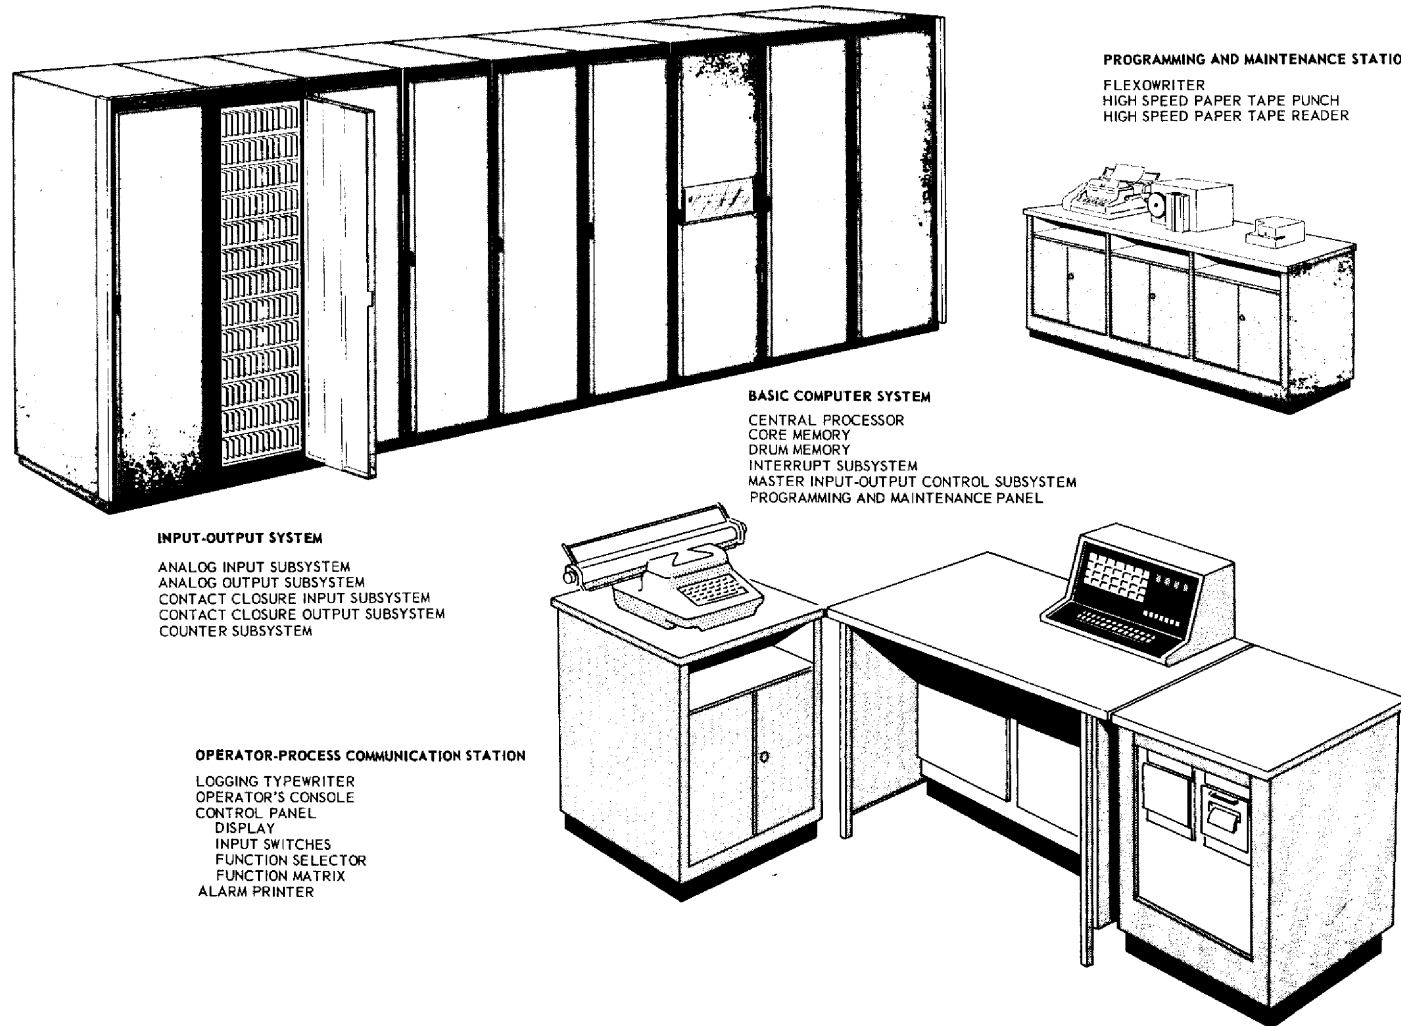 PROGRAMMING AND MAINTENANCE STATIO
FLEXOWRITER
HIGH SPEED PAPER TAPE PUNCH
HIGH SPEED PAPER TAPE READER
BASIC COMPUTER SYSTEM
CENTRAL PROCESSOR
CORE MEMORY
DRUM MEMORY
INTERRUPT SUBSYSTEM
MASTER INPUT-OUTPUT CONTROL SUBSYSTEM
PROGRAMMING AND MAINTENANCE PANEL
INPUT-OUTPUT SYSTEM
ANALOG INPUT SUBSYSTEM
ANALOG OUTPUT SUBSYSTEM
CONTACT CLOSURE INPUT SUBSYSTEM
CONTACT CLOSURE OUTPUT SUBSYSTEM
COUNTER SUBSYSTEM
OPERATOR-PROCESS COMMUNICATION STATION
LOGGING TYPEWRITER
OPERATOR'S CONSOLE
CONTROL PANEL
DISPLAY
INPUT SWITCHES
FUNCTION SELECTOR
FUNCTION MATRIX
ALARM PRINTER